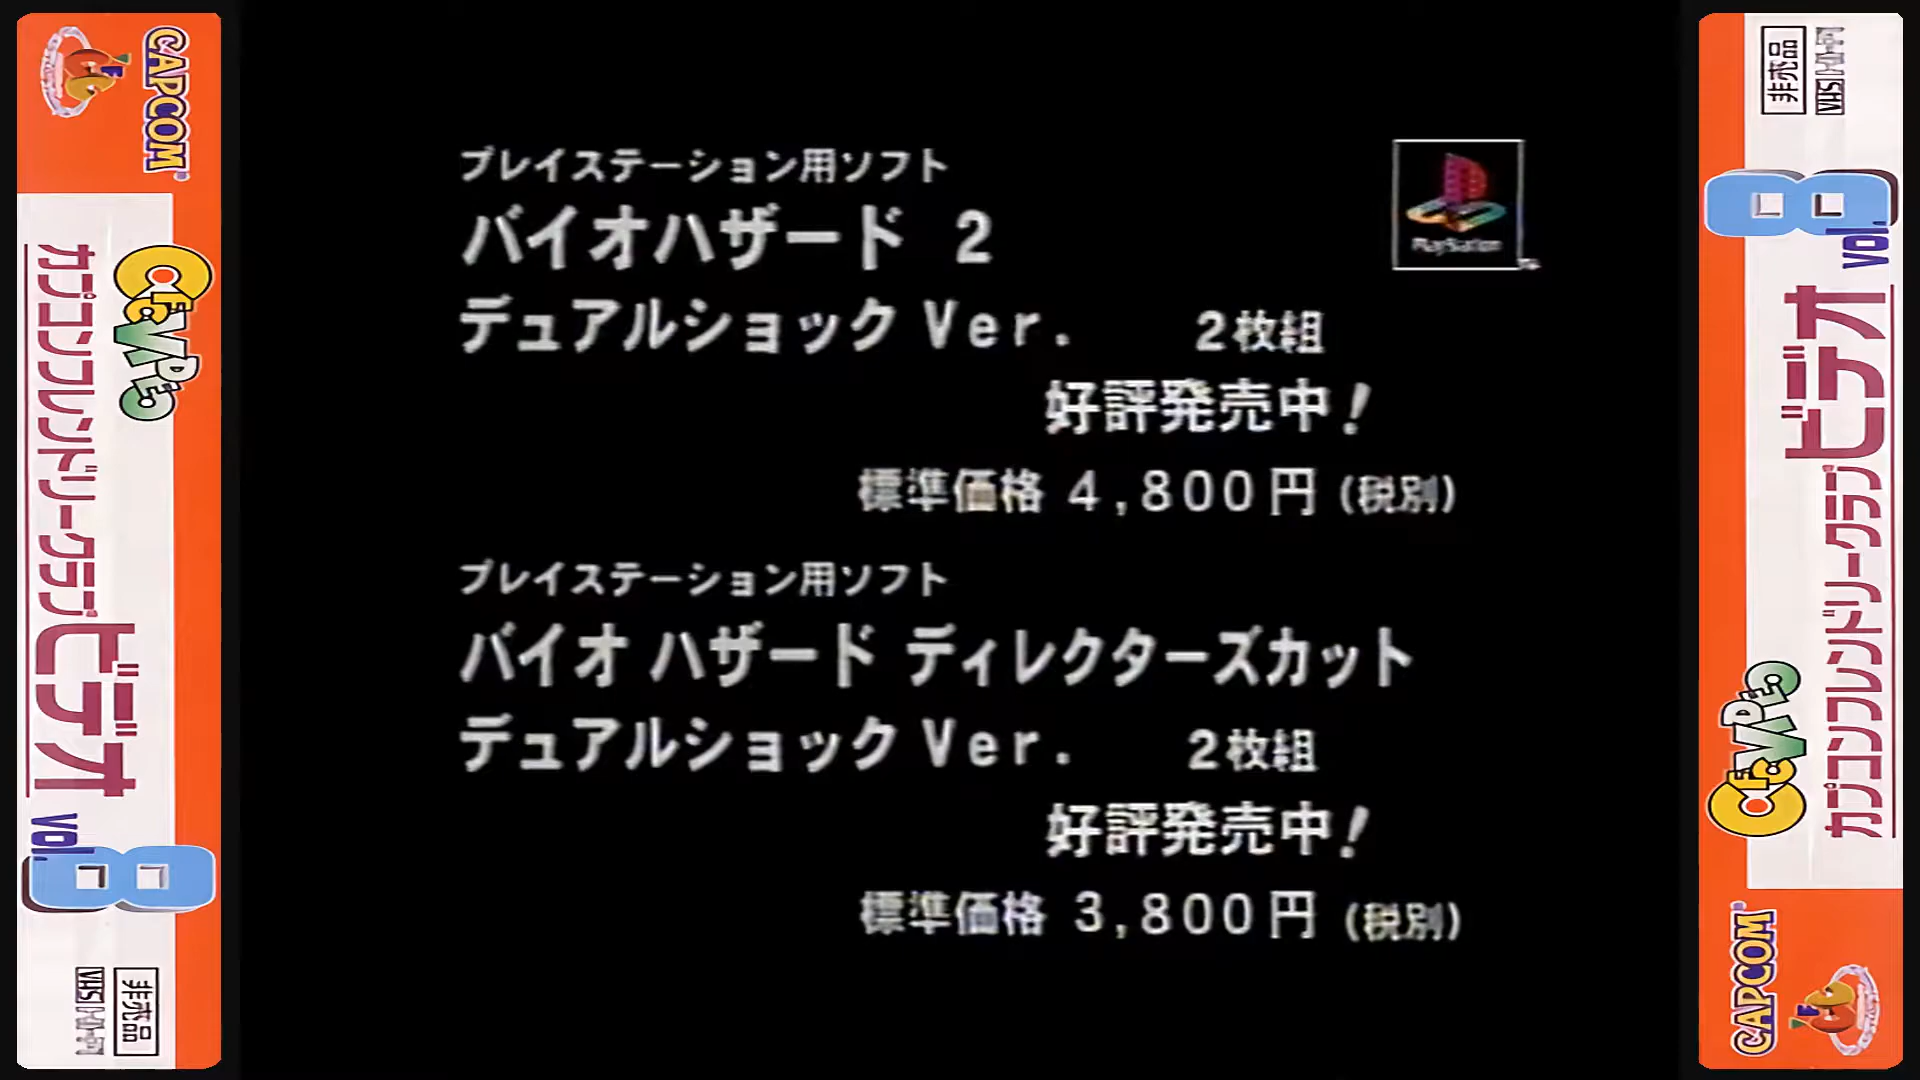 CAPCOM
カプコンフレンドリークラブビデオ vol. 8
非売品
VHS
プレイステーション用ソフト
バイオハザード 2
デュアルショック Ver. 2枚組
好評発売中!
標準価格 4,800円 (税別)
プレイステーション用ソフト
バイオ ハザード ディレクターズカット
デュアルショック Ver. 2枚組
好評発売中!
標準価格 3,800円 (税別)
PlayStation
非売品
VHS
カプコンフレンドリークラブビデオ vol. 8
CAPCOM